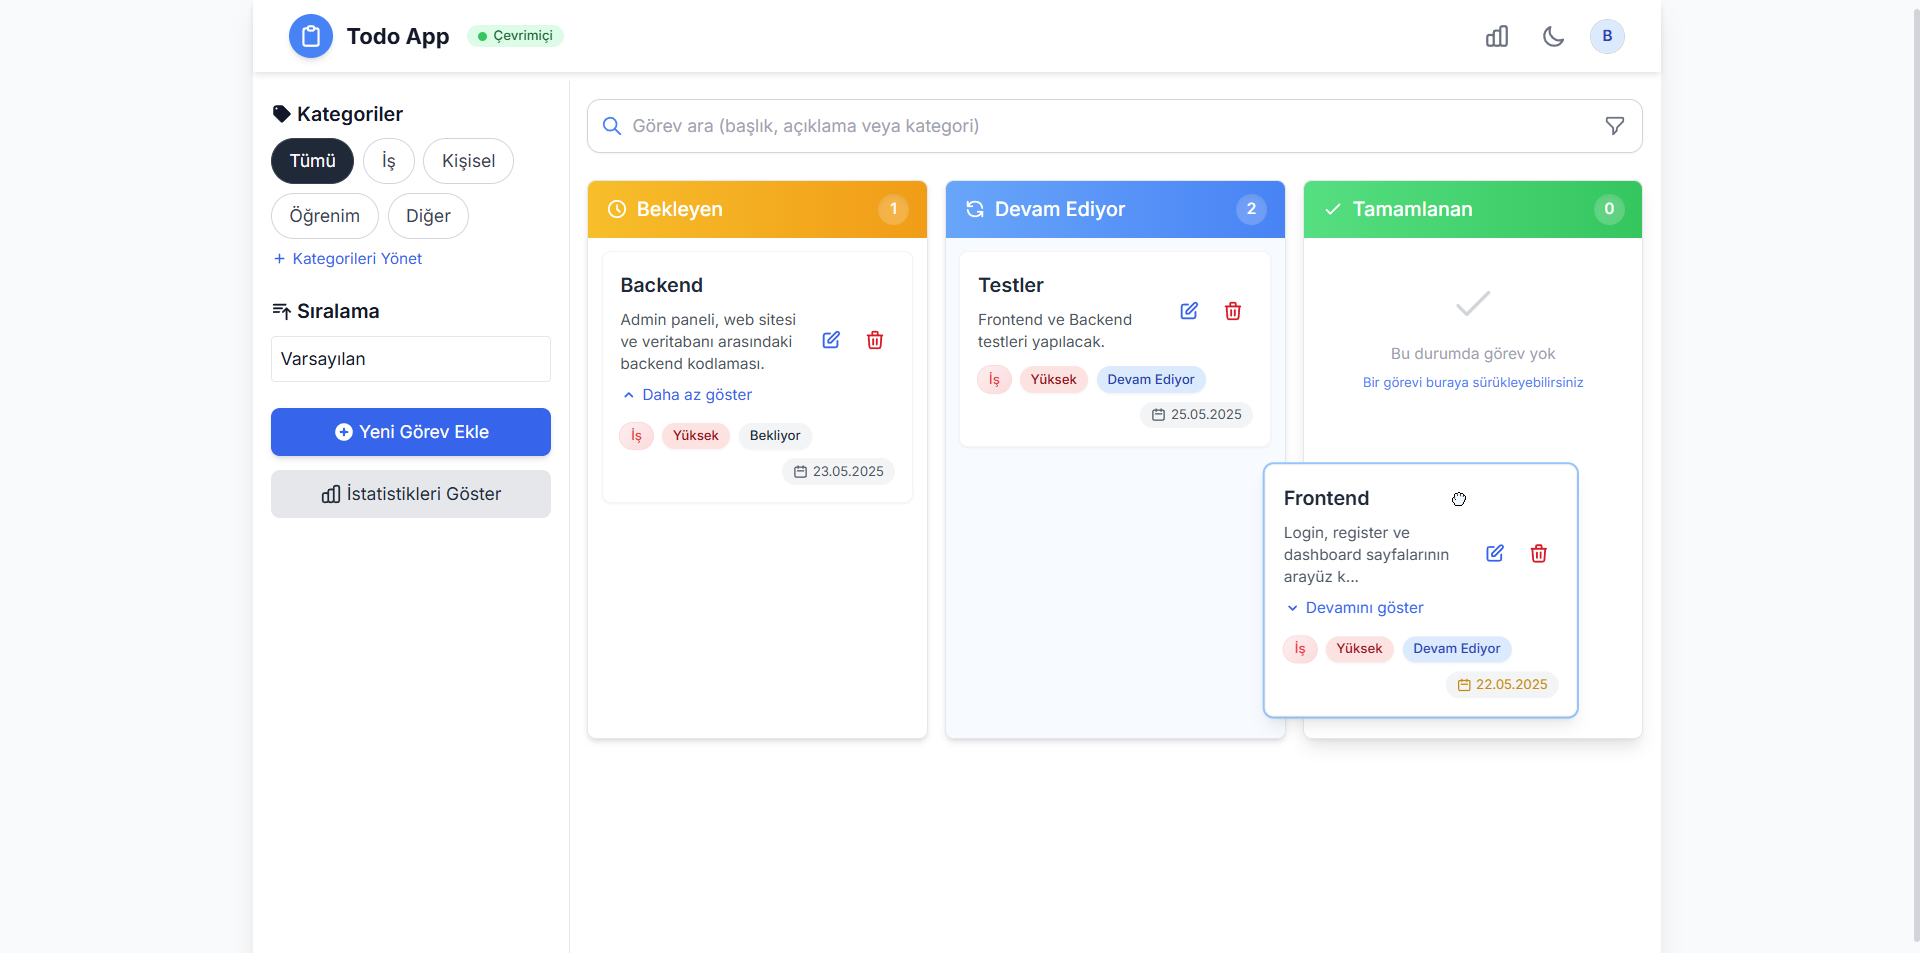 Todo App
Çevrimiçi
B
Kategoriler
Tümü
İş
Kişisel
Öğrenim
Diğer
+ Kategorileri Yönet
Sıralama
Varsayılan
Yeni Görev Ekle
İstatistikleri Göster
Görev ara (başlık, açıklama veya kategori)
Bekleyen
1
Backend
Admin paneli, web sitesi
ve veritabanı arasındaki
backend kodlaması.
Daha az göster
İş
Yüksek
Bekliyor
23.05.2025
Devam Ediyor
2
Testler
Frontend ve Backend
testleri yapılacak.
İş
Yüksek
Devam Ediyor
25.05.2025
Tamamlanan
0
Bu durumda görev yok
Bir görevi buraya sürükleyebilirsiniz
Frontend
Login, register ve
dashboard sayfalarının
arayüz k...
Devamını göster
İş
Yüksek
Devam Ediyor
22.05.2025